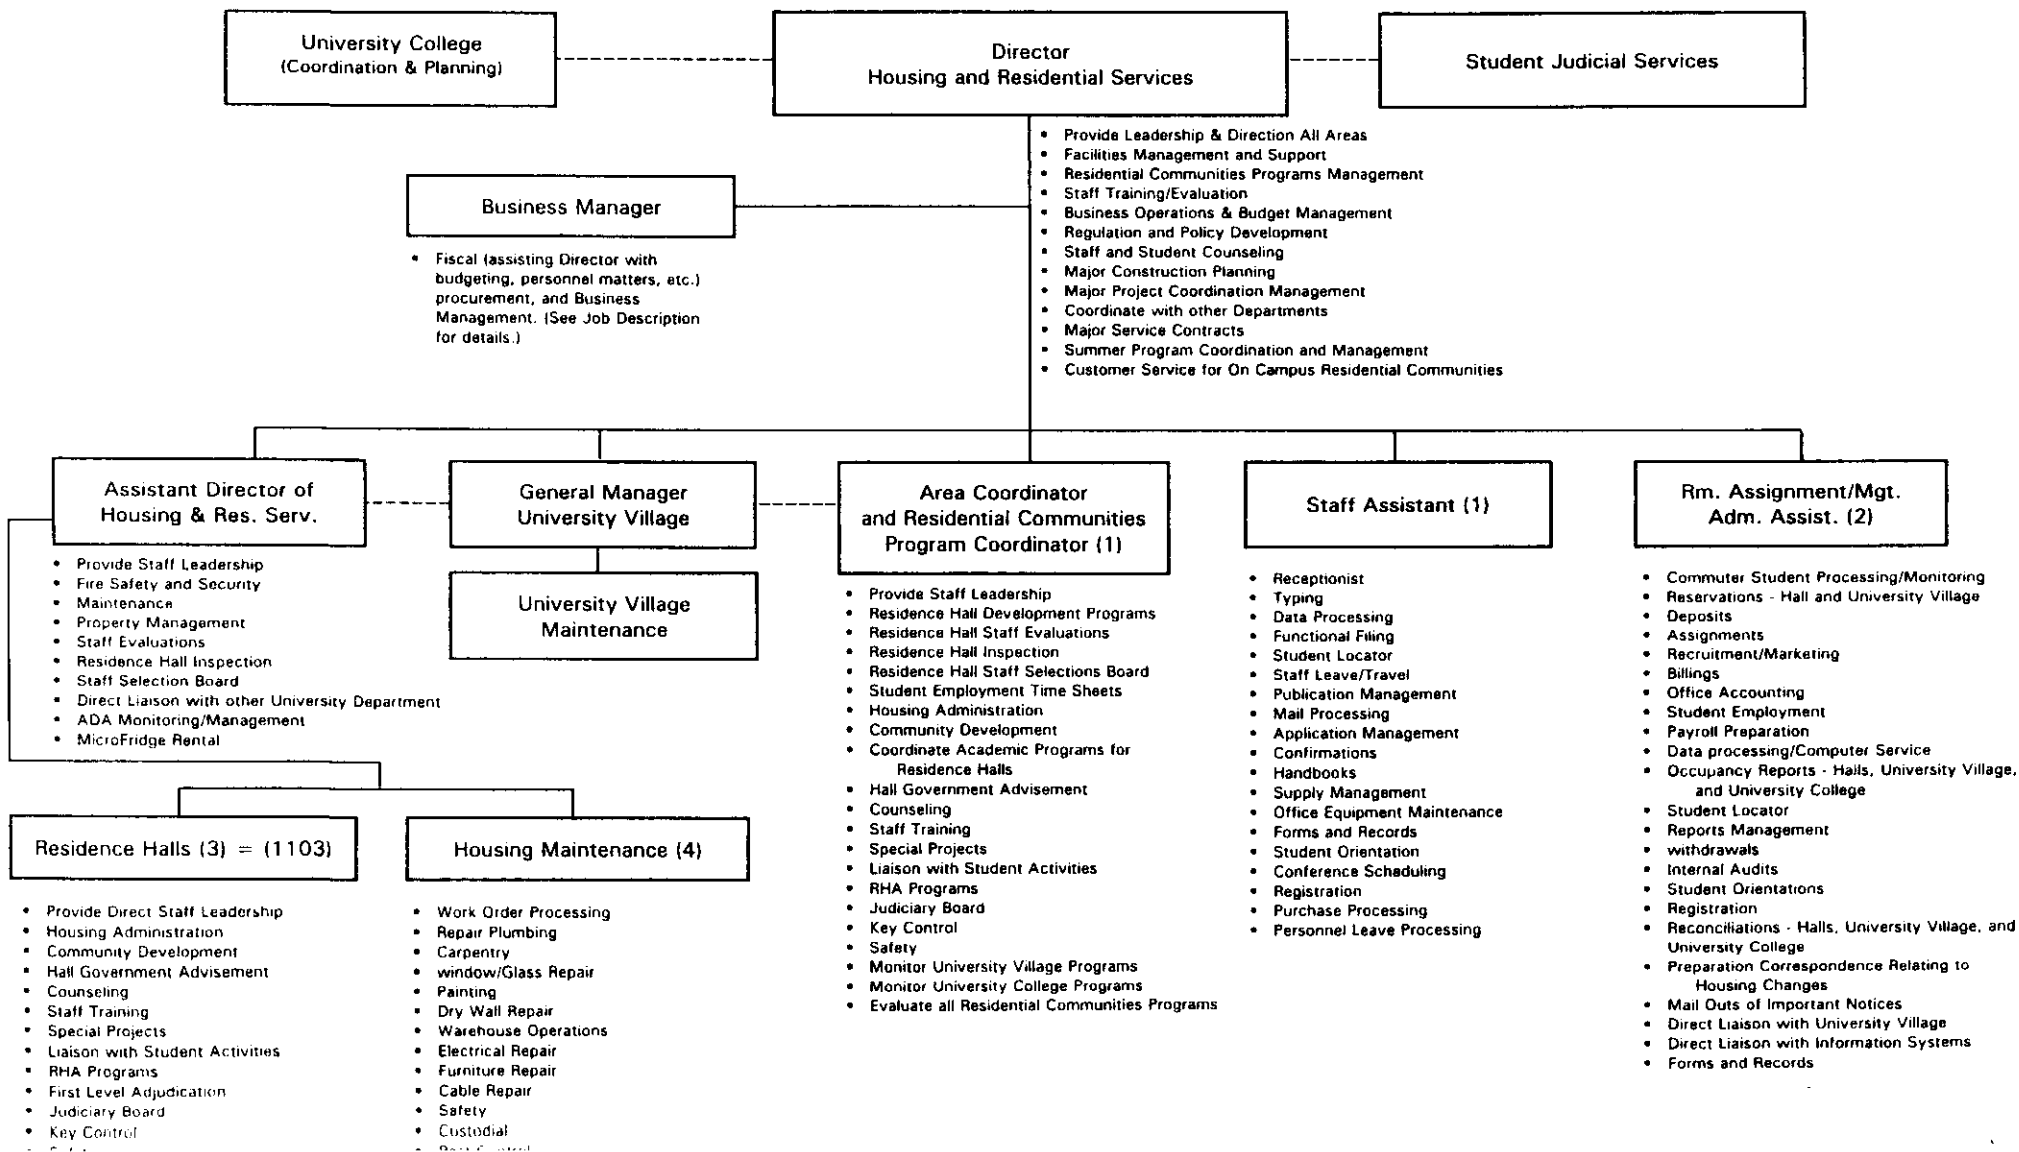 University College
(Coordination & Planning)
Director
Housing and Residential Services
Student Judicial Services
• Provide Leadership & Direction All Areas
• Facilities Management and Support
• Residential Communities Programs Management
• Staff Training/Evaluation
• Business Operations & Budget Management
• Regulation and Policy Development
• Staff and Student Counseling
• Major Construction Planning
• Major Project Coordination Management
• Coordinate with other Departments
• Major Service Contracts
• Summer Program Coordination and Management
• Customer Service for On Campus Residential Communities
Business Manager
• Fiscal (assisting Director with
budgeting, personnel matters, etc.)
procurement, and Business
Management. (See Job Description
for details.)
Assistant Director of
Housing & Res. Serv.
• Provide Staff Leadership
• Fire Safety and Security
• Maintenance
• Property Management
• Staff Evaluations
• Residence Hall Inspection
• Staff Selection Board
• Direct Liaison with other University Department
• ADA Monitoring/Management
• MicroFridge Rental
General Manager
University Village
University Village
Maintenance
Area Coordinator
and Residential Communities
Program Coordinator (1)
• Provide Staff Leadership
• Residence Hall Development Programs
• Residence Hall Staff Evaluations
• Residence Hall Inspection
• Residence Hall Staff Selections Board
• Student Employment Time Sheets
• Housing Administration
• Community Development
• Coordinate Academic Programs for
Residence Halls
• Hall Government Advisement
• Counseling
• Staff Training
• Special Projects
• Liaison with Student Activities
• RHA Programs
• Judiciary Board
• Key Control
• Safety
• Monitor University Village Programs
• Monitor University College Programs
• Evaluate all Residential Communities Programs
Staff Assistant (1)
• Receptionist
• Typing
• Data Processing
• Functional Filing
• Student Locator
• Staff Leave/Travel
• Publication Management
• Mail Processing
• Application Management
• Confirmations
• Handbooks
• Supply Management
• Office Equipment Maintenance
• Forms and Records
• Student Orientation
• Conference Scheduling
• Registration
• Purchase Processing
• Personnel Leave Processing
Rm. Assignment/Mgt.
Adm. Assist. (2)
• Commuter Student Processing/Monitoring
• Reservations - Hall and University Village
• Deposits
• Assignments
• Recruitment/Marketing
• Billings
• Office Accounting
• Student Employment
• Payroll Preparation
• Data processing/Computer Service
• Occupancy Reports - Halls, University Village,
and University College
• Student Locator
• Reports Management
• withdrawals
• Internal Audits
• Student Orientations
• Registration
• Reconciliations - Halls, University Village, and
University College
• Preparation Correspondence Relating to
Housing Changes
• Mail Outs of Important Notices
• Direct Liaison with University Village
• Direct Liaison with Information Systems
• Forms and Records
Residence Halls (3) = (1103)
• Provide Direct Staff Leadership
• Housing Administration
• Community Development
• Hall Government Advisement
• Counseling
• Staff Training
• Special Projects
• Liaison with Student Activities
• RHA Programs
• First Level Adjudication
• Judiciary Board
• Key Control
Housing Maintenance (4)
• Work Order Processing
• Repair Plumbing
• Carpentry
• window/Glass Repair
• Painting
• Dry Wall Repair
• Warehouse Operations
• Electrical Repair
• Furniture Repair
• Cable Repair
• Safety
• Custodial